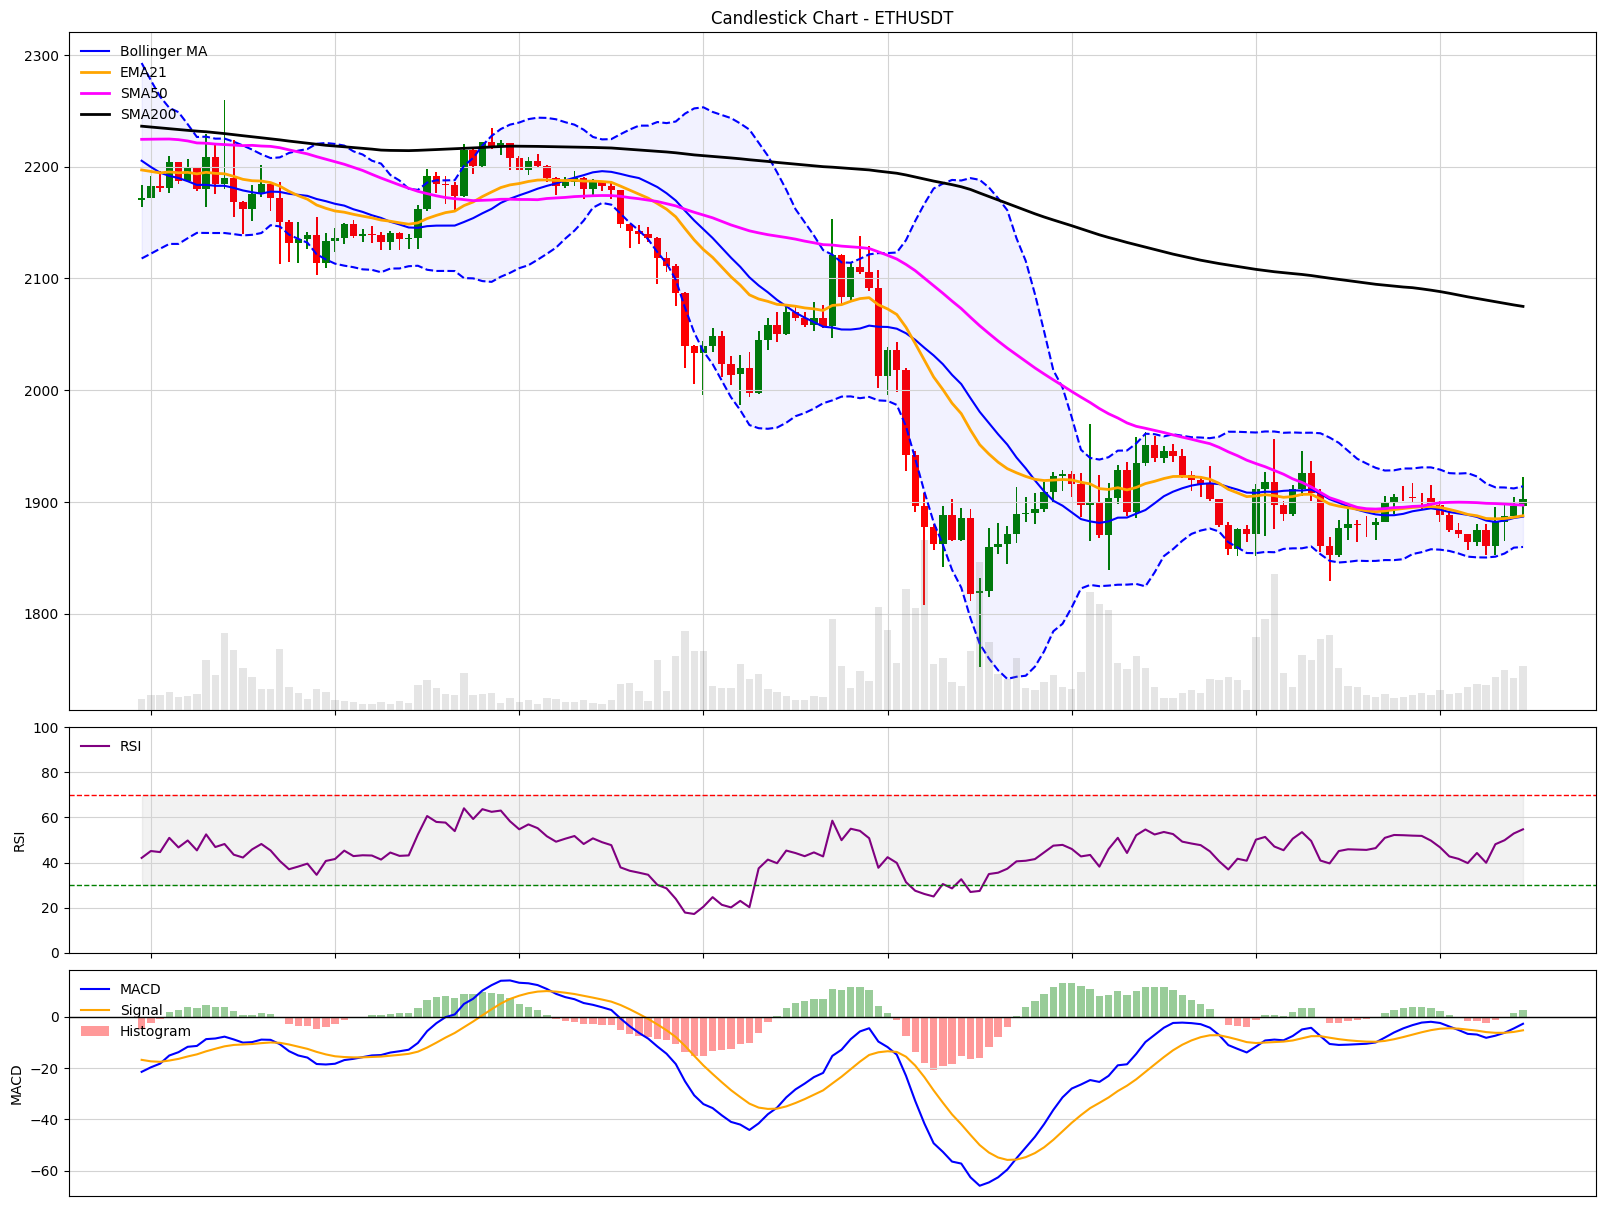 Candlestick Chart - ETHUSDT
2300
2200
2100
2000
1900
1800
Bollinger MA
EMA21
SMA50
SMA200
100
80
60
40
20
0
RSI
RSI
0
−20
−40
−60
MACD
MACD
Signal
Histogram